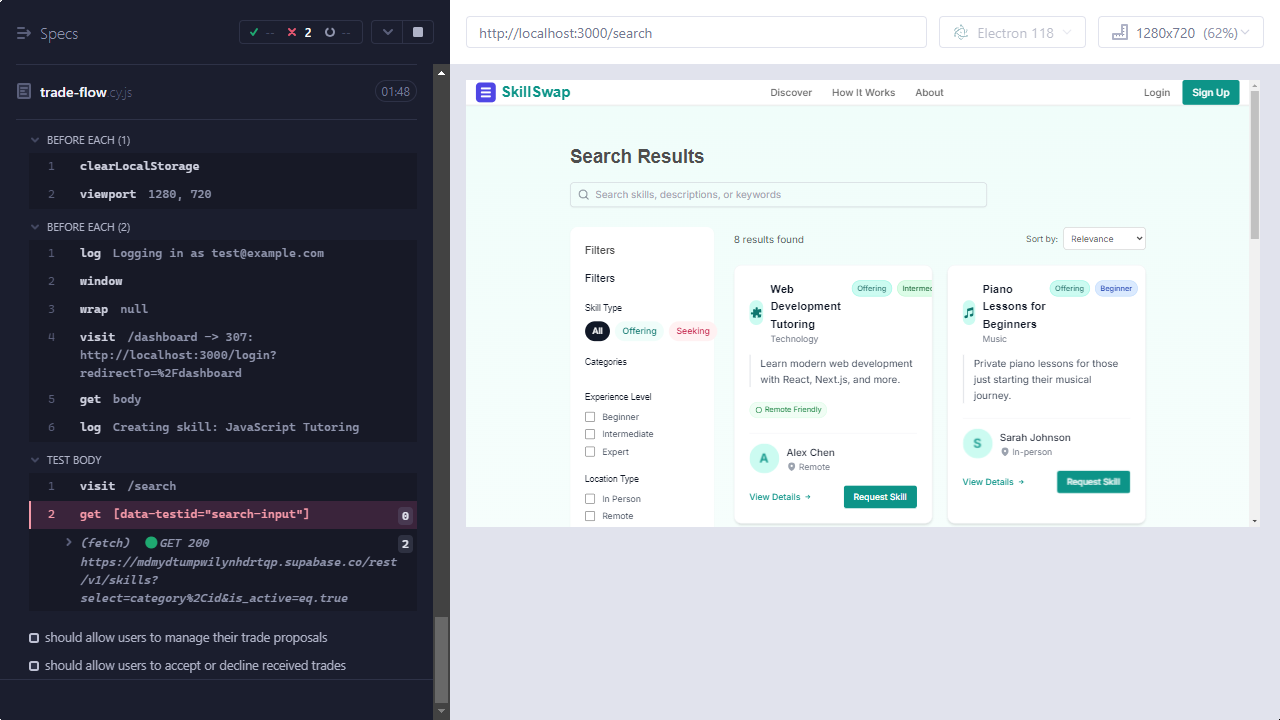 Specs
-- 2 --
trade-flow.cy.js
01:48
BEFORE EACH (1)
1 clearLocalStorage
2 viewport 1280, 720
BEFORE EACH (2)
1 log Logging in as test@example.com
2 window
3 wrap null
4 visit /dashboard -> 307:
http://localhost:3000/login?
redirectTo=%2Fdashboard
5 get body
6 log Creating skill: JavaScript Tutoring
TEST BODY
1 visit /search
2 get [data-testid="search-input"] 0
(fetch) GET 200 2
https://mdmydtumpwilynhdrtqp.supabase.co/rest
/v1/skills?
select=category%2Cid&is_active=eq.true
should allow users to manage their trade proposals
should allow users to accept or decline received trades
http://localhost:3000/search
Electron 118
1280x720 (62%)
SkillSwap
Discover How It Works About
Login Sign Up
Search Results
Search skills, descriptions, or keywords
Filters
Filters
Skill Type
All Offering Seeking
Categories
Experience Level
Beginner
Intermediate
Expert
Location Type
In Person
Remote
8 results found
Sort by: Relevance
Web
Development
Tutoring
Technology
Offering Intermec
Learn modern web development
with React, Next.js, and more.
Remote Friendly
A
Alex Chen
Remote
View Details →
Request Skill
Piano
Lessons for
Beginners
Music
Offering Beginner
Private piano lessons for those
just starting their musical
journey.
S
Sarah Johnson
In-person
View Details →
Request Skill